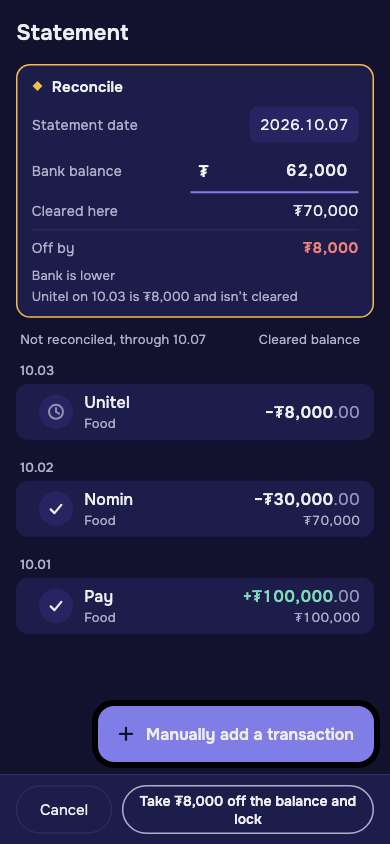 Statement
Reconcile
Statement date 2026.10.07
Bank balance ₮ 62,000
Cleared here ₮70,000
Off by ₮8,000
Bank is lower
Unitel on 10.03 is ₮8,000 and isn't cleared
Not reconciled, through 10.07 Cleared balance
10.03
Unitel
Food
−₮8,000.00
10.02
Nomin −₮30,000.00
Food ₮70,000
10.01
Pay +₮100,000.00
Food ₮100,000
Manually add a transaction
Cancel
Take ₮8,000 off the balance and
lock